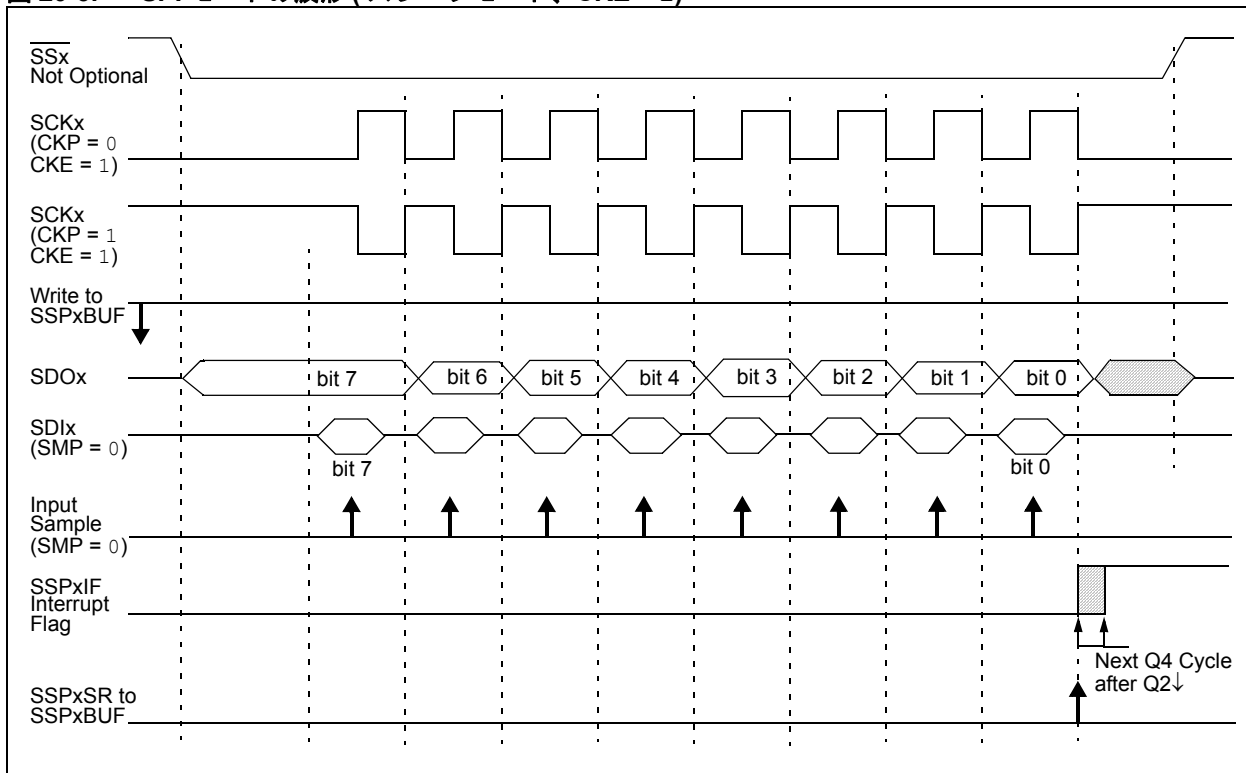 SSx
Not Optional
SCKx
(CKP = 0
CKE = 1)
SCKx
(CKP = 1
CKE = 1)
Write to
SSPxBUF
SDOx
bit 7 bit 6 bit 5 bit 4 bit 3 bit 2 bit 1 bit 0
SDIx
(SMP = 0)
bit 7 bit 0
Input
Sample
(SMP = 0)
SSPxIF
Interrupt
Flag
Next Q4 Cycle
after Q2↓
SSPxSR to
SSPxBUF